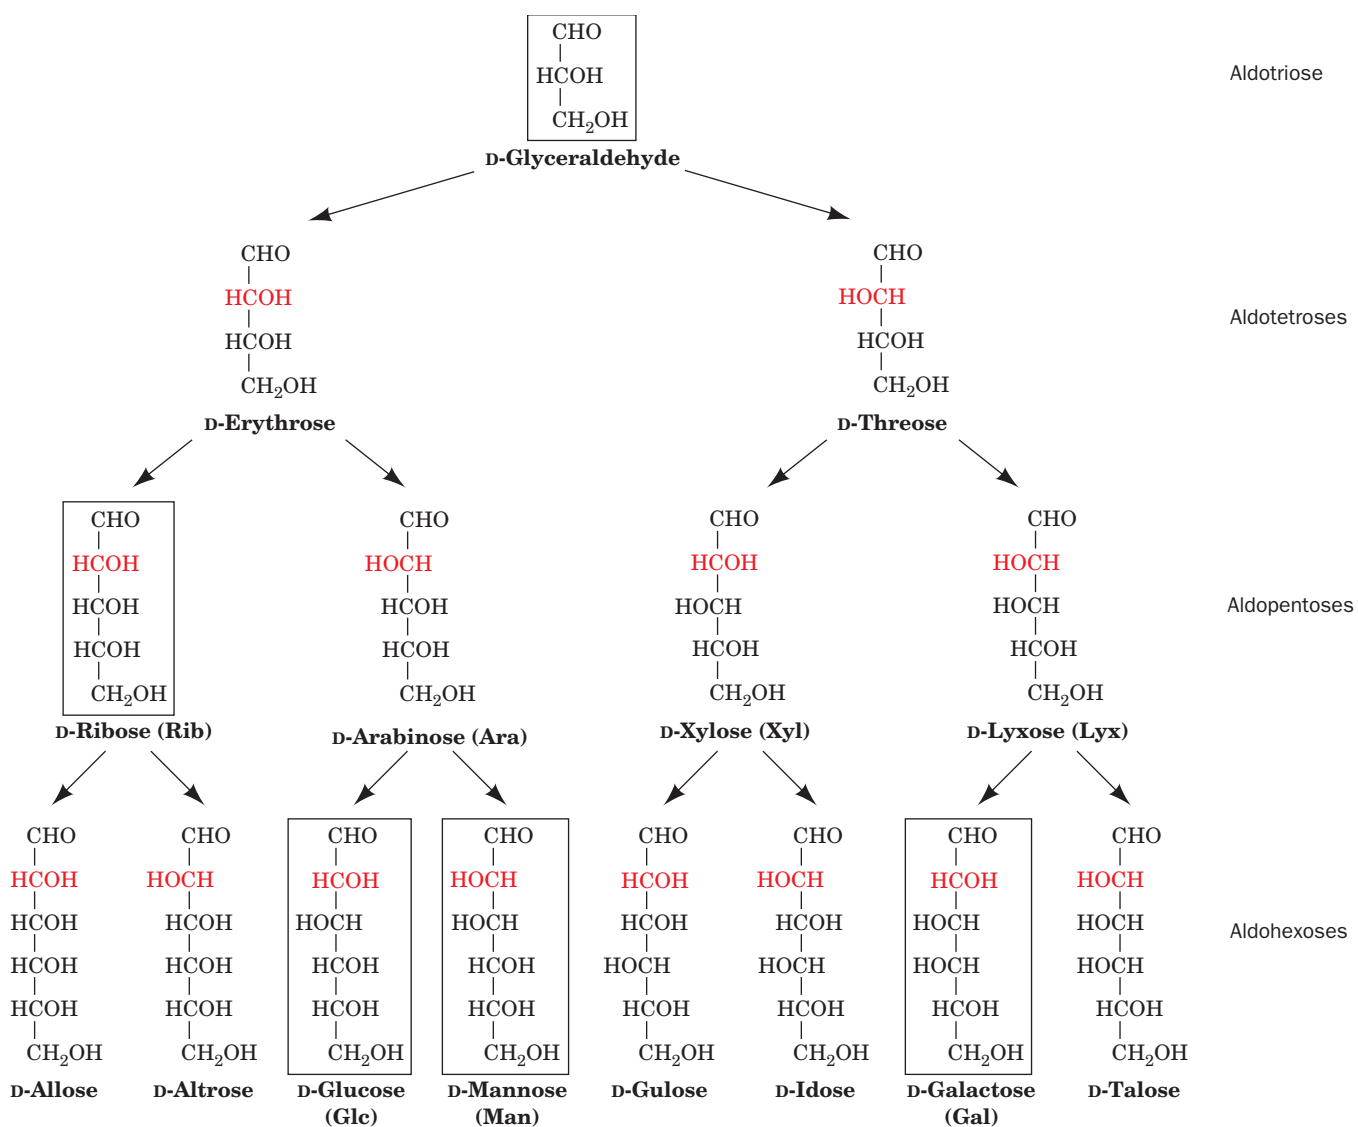 CHO
HCOH
CH₂OH
D-Glyceraldehyde
Aldotriose
CHO
HCOH
HCOH
CH₂OH
D-Erythrose
CHO
HOCH
HCOH
CH₂OH
D-Threose
Aldotetroses
CHO
HCOH
HCOH
HCOH
CH₂OH
D-Ribose (Rib)
CHO
HOCH
HCOH
HCOH
CH₂OH
D-Arabinose (Ara)
CHO
HCOH
HOCH
HCOH
CH₂OH
D-Xylose (Xyl)
CHO
HOCH
HOCH
HCOH
CH₂OH
D-Lyxose (Lyx)
Aldopentoses
CHO
HCOH
HCOH
HCOH
HCOH
CH₂OH
D-Allose
CHO
HOCH
HCOH
HCOH
HCOH
CH₂OH
D-Altrose
CHO
HCOH
HOCH
HCOH
HCOH
CH₂OH
D-Glucose
(Glc)
CHO
HOCH
HOCH
HCOH
HCOH
CH₂OH
D-Mannose
(Man)
CHO
HCOH
HCOH
HOCH
HCOH
CH₂OH
D-Gulose
CHO
HOCH
HCOH
HOCH
HCOH
CH₂OH
D-Idose
CHO
HCOH
HOCH
HOCH
HCOH
CH₂OH
D-Galactose
(Gal)
CHO
HOCH
HOCH
HOCH
HCOH
CH₂OH
D-Talose
Aldohexoses